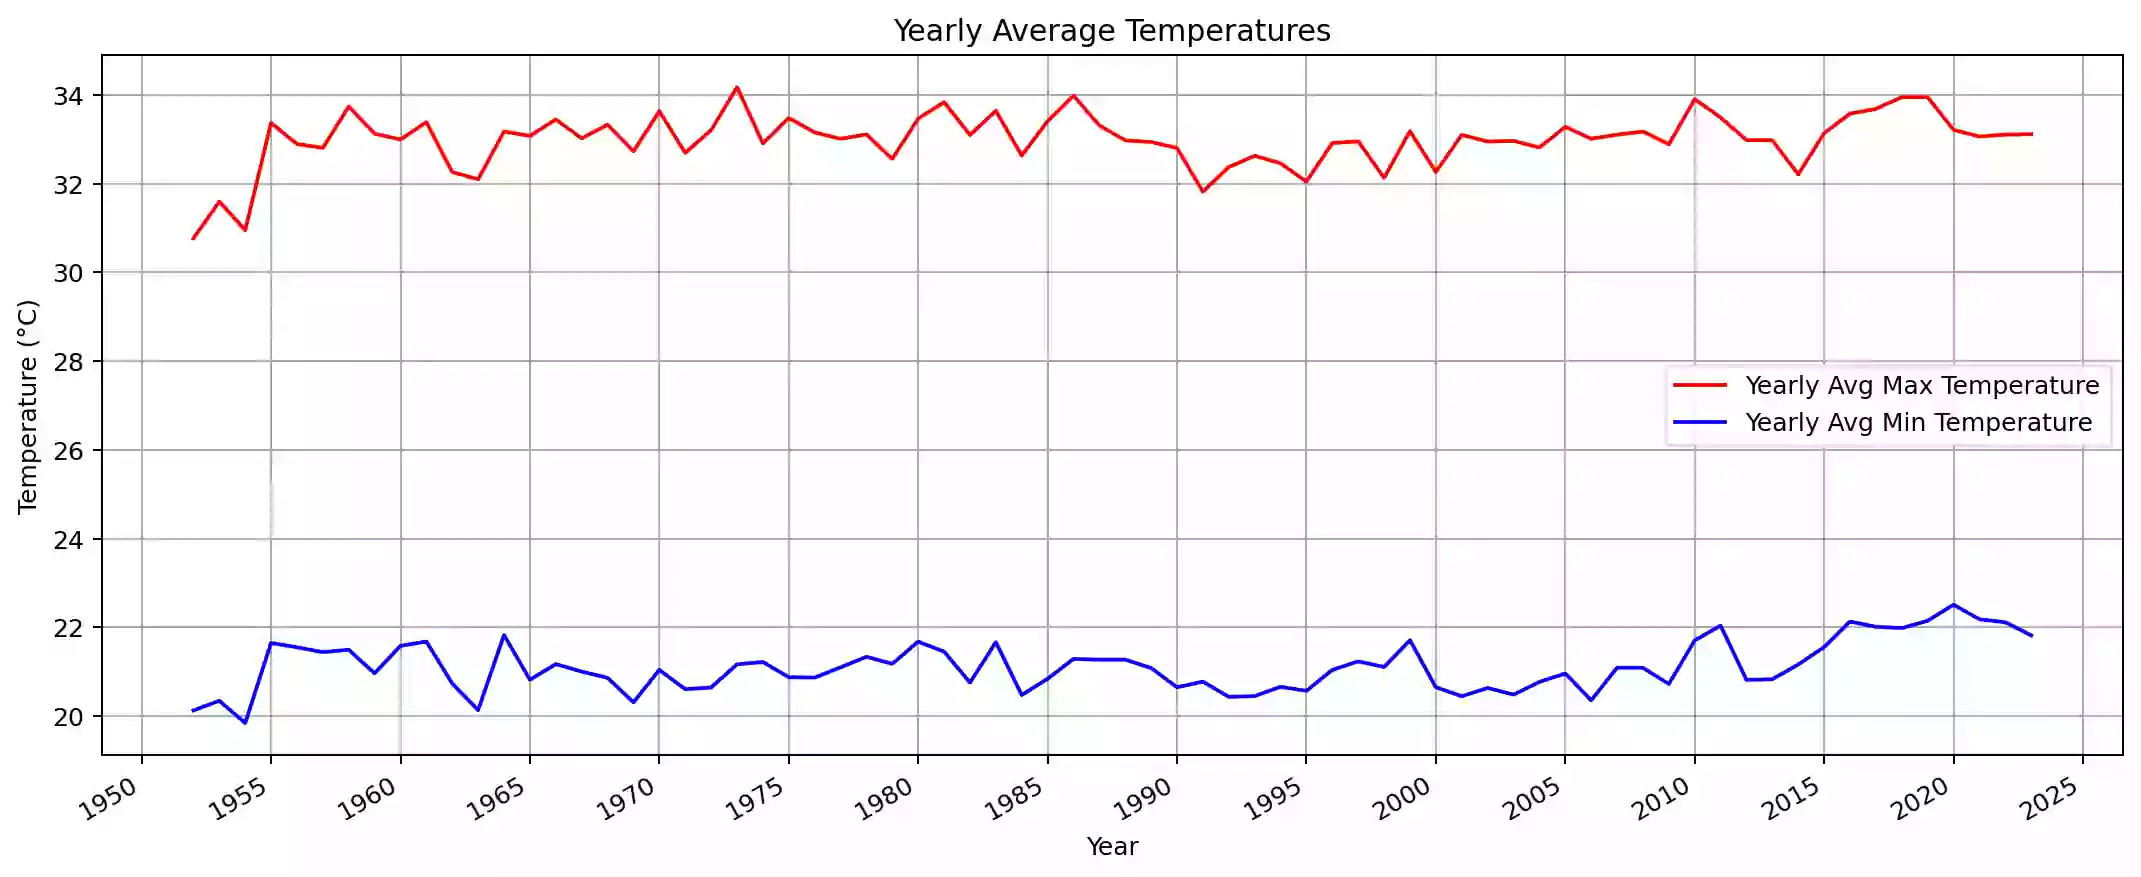 Yearly Average Temperatures
34
32
30
28
26
24
22
20
Temperature (°C)
Yearly Avg Max Temperature
Yearly Avg Min Temperature
1950 1955 1960 1965 1970 1975 1980 1985 1990 1995 2000 2005 2010 2015 2020 2025
Year